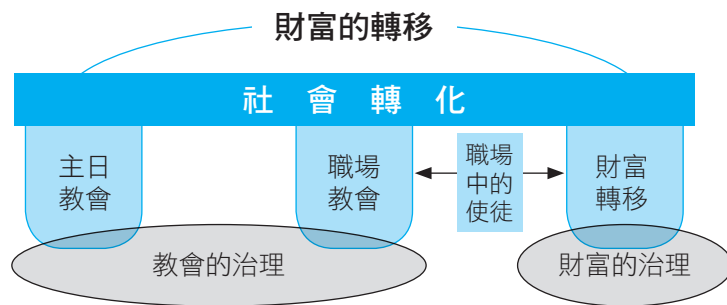 財富的轉移
社會轉化
主日
教會
職場
教會
職場
中的
使徒
財富
轉移
教會的治理
財富的治理